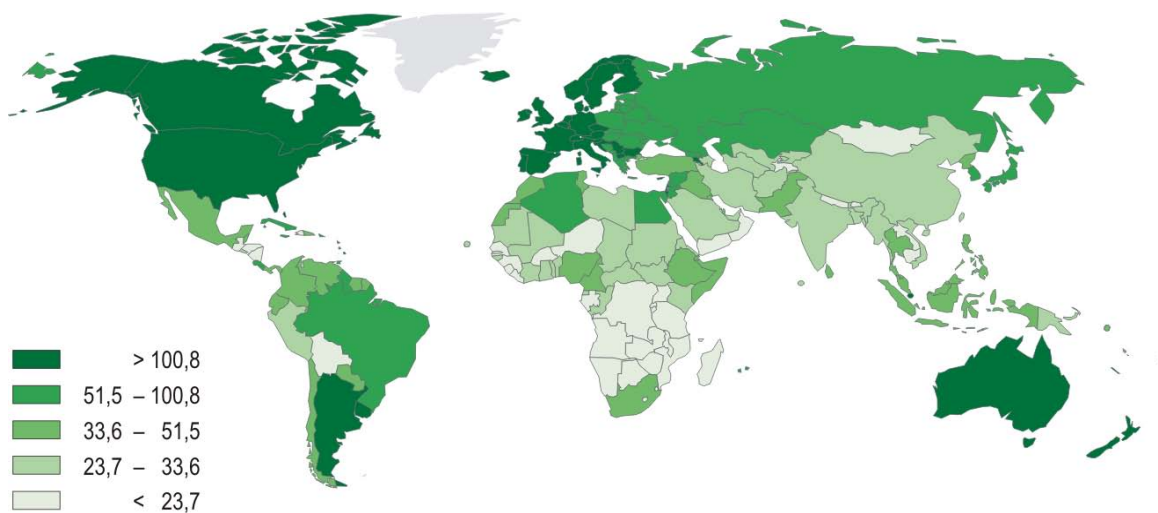 > 100,8
51,5 – 100,8
33,6 – 51,5
23,7 – 33,6
< 23,7